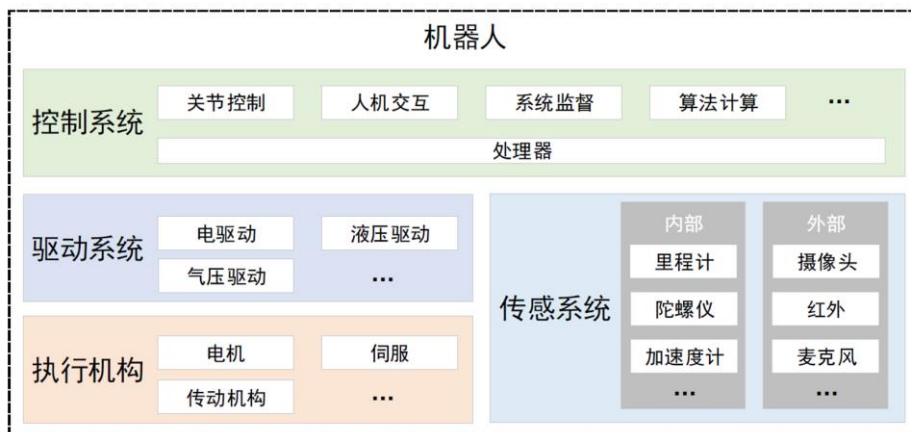 机器人
控制系统
关节控制 人机交互 系统监督 算法计算 ...
处理器
驱动系统
电驱动 液压驱动
气压驱动 ...
执行机构
电机 伺服
传动机构 ...
传感系统
内部
里程计
陀螺仪
加速度计
...
外部
摄像头
红外
麦克风
...